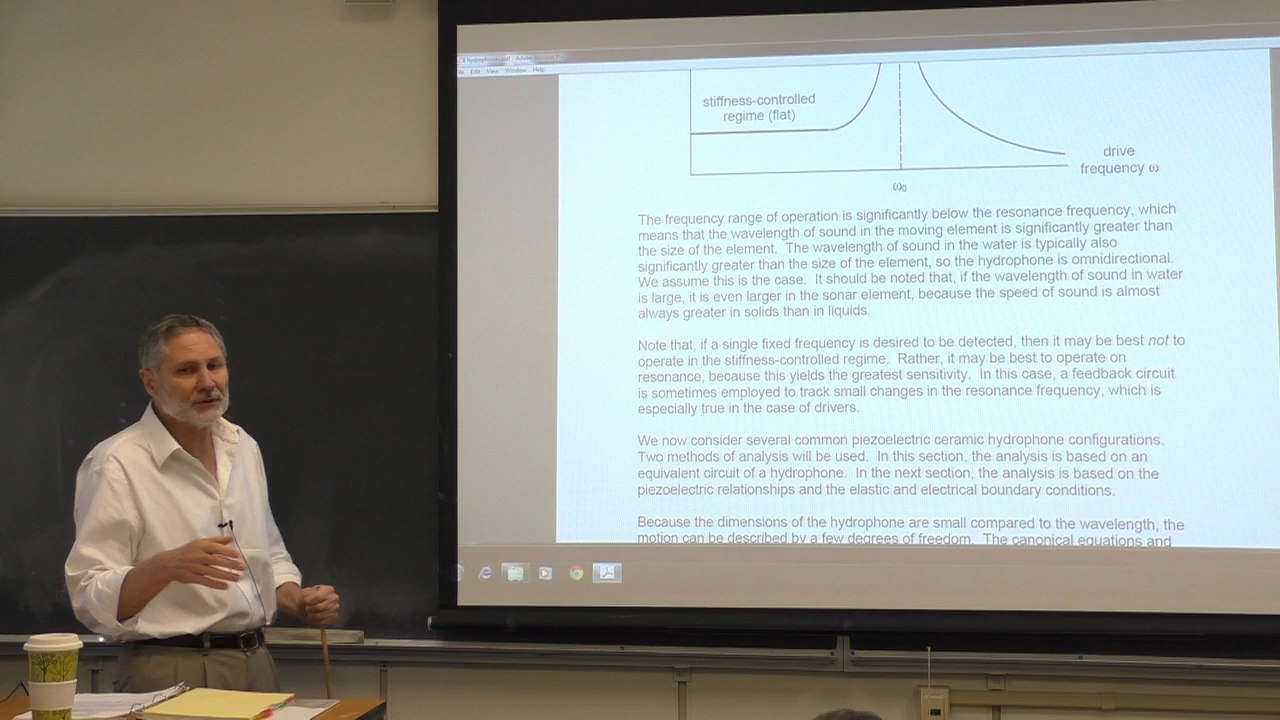 8 hydrophones.pdf - Adobe
Edit View Window Help
stiffness-controlled
regime (flat)
drive
frequency ω
ω₀
The frequency range of operation is significantly below the resonance frequency, which
means that the wavelength of sound in the moving element is significantly greater than
the size of the element. The wavelength of sound in the water is typically also
significantly greater than the size of the element, so the hydrophone is omnidirectional.
We assume this is the case. It should be noted that, if the wavelength of sound in water
is large, it is even larger in the sonar element, because the speed of sound is almost
always greater in solids than in liquids.
Note that, if a single fixed frequency is desired to be detected, then it may be best not to
operate in the stiffness-controlled regime. Rather, it may be best to operate on
resonance, because this yields the greatest sensitivity. In this case, a feedback circuit
is sometimes employed to track small changes in the resonance frequency, which is
especially true in the case of drivers.
We now consider several common piezoelectric ceramic hydrophone configurations.
Two methods of analysis will be used. In this section, the analysis is based on an
equivalent circuit of a hydrophone. In the next section, the analysis is based on the
piezoelectric relationships and the elastic and electrical boundary conditions.
Because the dimensions of the hydrophone are small compared to the wavelength, the
motion can be described by a few degrees of freedom. The canonical equations and